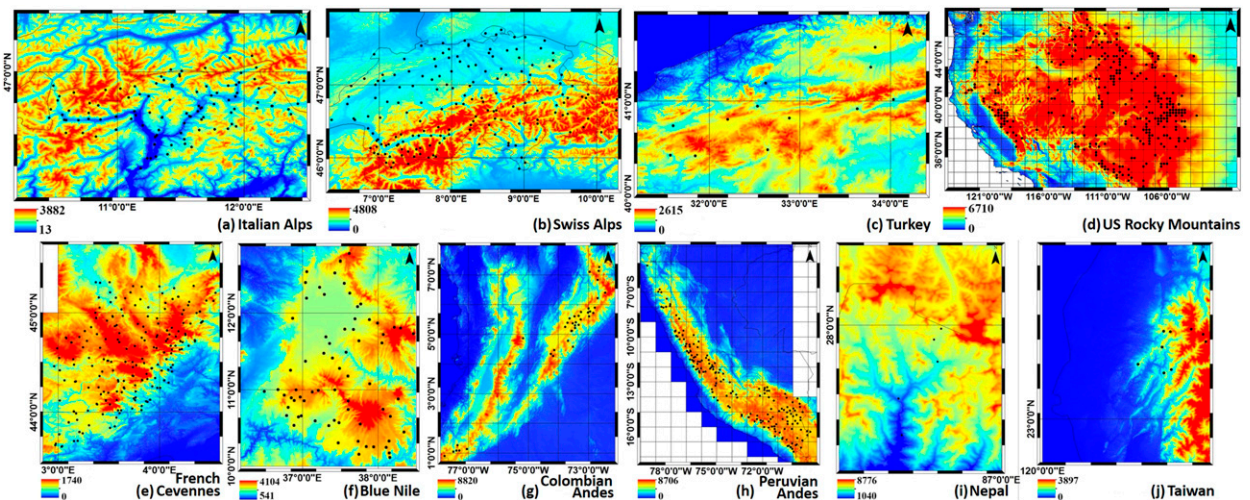 47°0'0"N
11°0'0"E 12°0'0"E
3882
13
(a) Italian Alps
47°0'0"N
46°0'0"N
7°0'0"E 8°0'0"E 9°0'0"E 10°0'0"E
4808
0
(b) Swiss Alps
41°0'0"N
40°0'0"N
32°0'0"E 33°0'0"E 34°0'0"E
2615
0
(c) Turkey
44°0'0"N
40°0'0"N
36°0'0"N
121°0'0"W 116°0'0"W 111°0'0"W 106°0'0"W
6710
0
(d) US Rocky Mountains
45°0'0"N
44°0'0"N
3°0'0"E 4°0'0"E
1740
0
(e) French
Cevennes
12°0'0"N
11°0'0"N
10°0'0"N
37°0'0"E 38°0'0"E
4104
541
(f) Blue Nile
7°0'0"N
5°0'0"N
3°0'0"N
1°0'0"N
77°0'0"W 75°0'0"W 73°0'0"W
8820
0
(g) Colombian
Andes
7°0'0"S
10°0'0"S
13°0'0"S
16°0'0"S
78°0'0"W 75°0'0"W 72°0'0"W
8706
0
(h) Peruvian
Andes
28°0'0"N
87°0'0"E
8776
1040
(i) Nepal
23°0'0"N
120°0'0"E
3897
0
(j) Taiwan